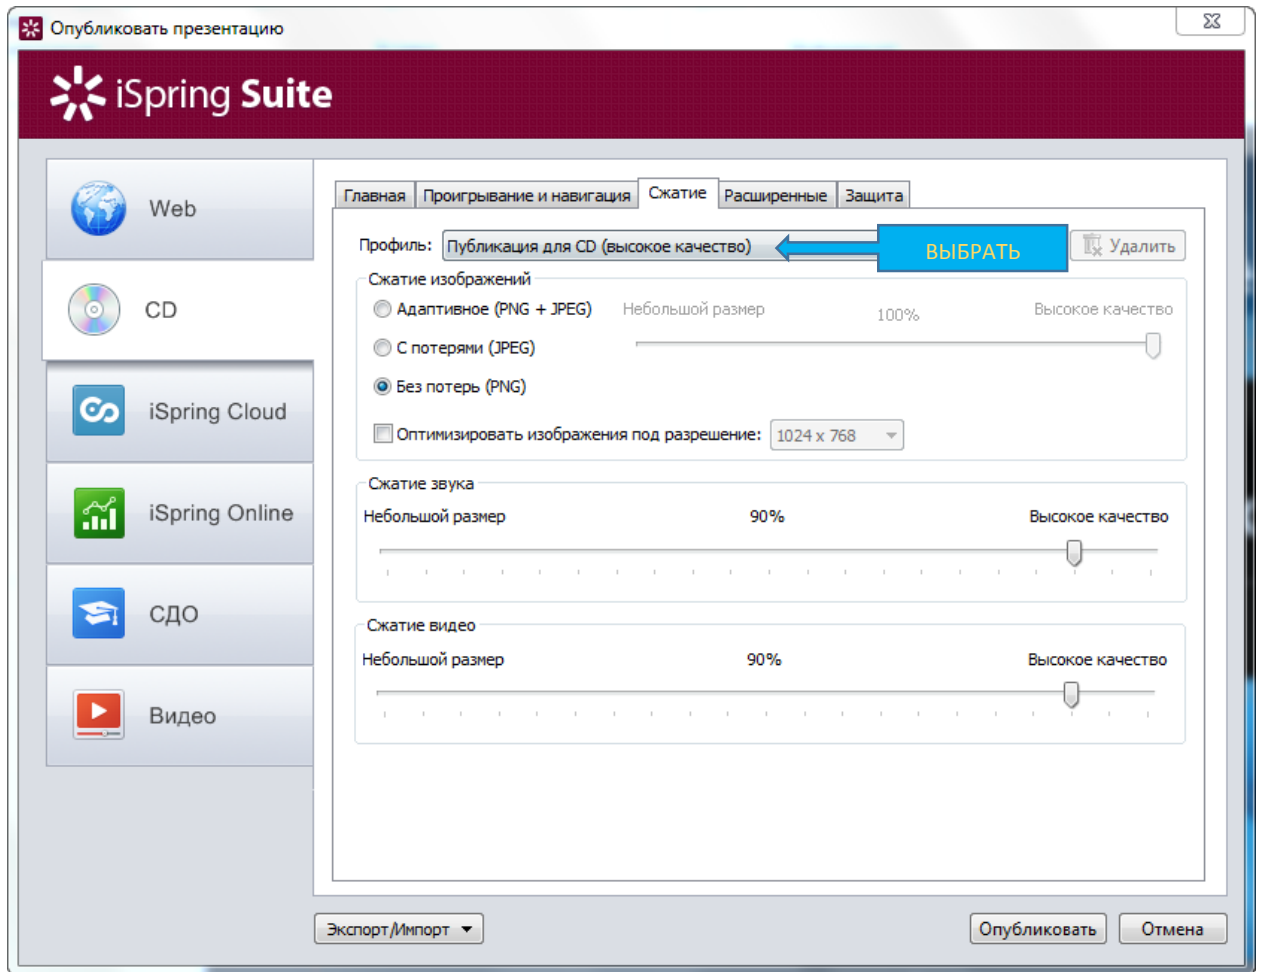 Опубликовать презентацию
iSpring Suite
Web
CD
iSpring Cloud
iSpring Online
СДО
Видео
Главная Проигрывание и навигация Сжатие Расширенные Защита
Профиль: Публикация для CD (высокое качество) ВЫБРАТЬ Удалить
Сжатие изображений
Адаптивное (PNG + JPEG) Небольшой размер 100% Высокое качество
С потерями (JPEG)
Без потерь (PNG)
Оптимизировать изображения под разрешение: 1024 x 768
Сжатие звука
Небольшой размер 90% Высокое качество
Сжатие видео
Небольшой размер 90% Высокое качество
Экспорт/Импорт Опубликовать Отмена